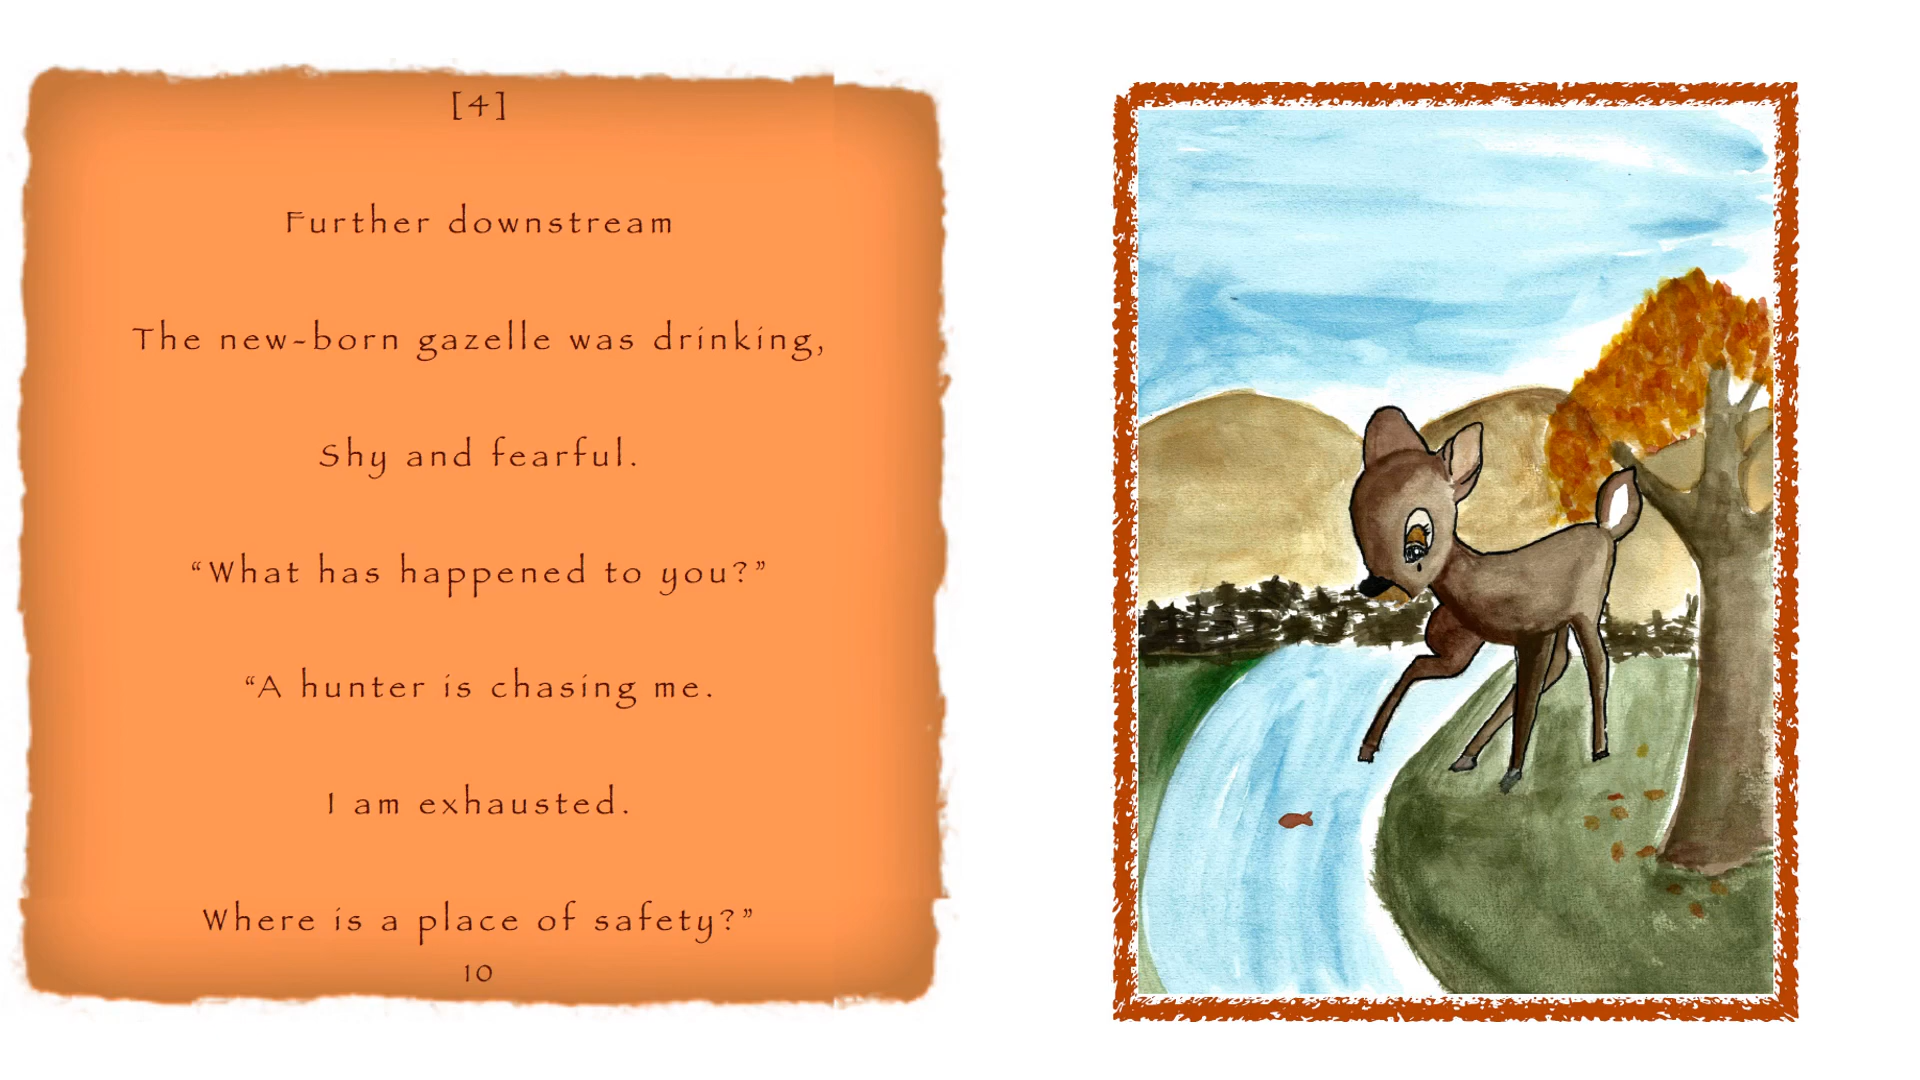 [4]
Further downstream
The new-born gazelle was drinking,
Shy and fearful.
“What has happened to you?”
“A hunter is chasing me.
I am exhausted.
Where is a place of safety?”
10